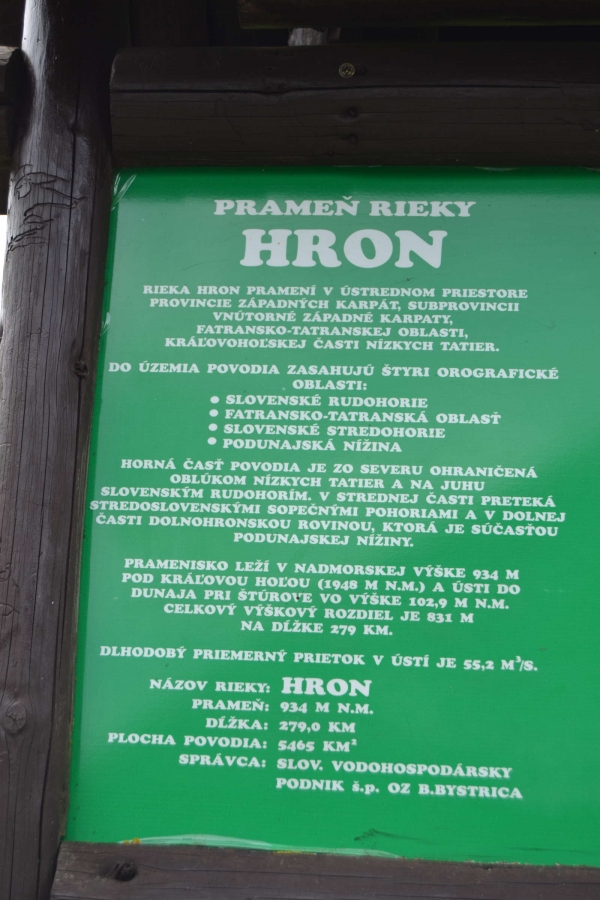 PRAMEŇ RIEKY
HRON
RIEKA HRON PRAMENÍ V ÚSTREDNOM PRIESTORE
PROVINCIE ZÁPADNÝCH KARPÁT, SUBPROVINCII
VNÚTORNÉ ZÁPADNÉ KARPATY,
FATRANSKO-TATRANSKEJ OBLASTI,
KRÁĽOVOHOĽSKEJ ČASTI NÍZKYCH TATIER.
DO ÚZEMIA POVODIA ZASAHUJÚ ŠTYRI OROGRAFICKÉ
OBLASTI:
• SLOVENSKÉ RUDOHORIE
• FATRANSKO-TATRANSKÁ OBLASŤ
• SLOVENSKÉ STREDOHORIE
• PODUNAJSKÁ NÍŽINA
HORNÁ ČASŤ POVODIA JE ZO SEVERU OHRANIČENÁ
OBLÚKOM NÍZKYCH TATIER A NA JUHU
SLOVENSKÝM RUDOHORÍM. V STREDNEJ ČASTI PRETEKÁ
STREDOSLOVENSKÝMI SOPEČNÝMI POHORIAMI A V DOLNEJ
ČASTI DOLNOHRONSKOU ROVINOU, KTORÁ JE SÚČASŤOU
PODUNAJSKEJ NÍŽINY.
PRAMENISKO LEŽÍ V NADMORSKEJ VÝŠKE 934 M
POD KRÁĽOVOU HOĽOU (1948 M N.M.) A ÚSTI DO
DUNAJA PRI ŠTÚROVE VO VÝŠKE 102,9 M N.M.
CELKOVÝ VÝŠKOVÝ ROZDIEL JE 831 M
NA DĹŽKE 279 KM.
DLHODOBÝ PRIEMERNÝ PRIETOK V ÚSTÍ JE 55,2 M³/S.
NÁZOV RIEKY: HRON
PRAMEŇ: 934 M N.M.
DĹŽKA: 279,0 KM
PLOCHA POVODIA: 5465 KM²
SPRÁVCA: SLOV. VODOHOSPODÁRSKY
PODNIK š.p. OZ B.BYSTRICA